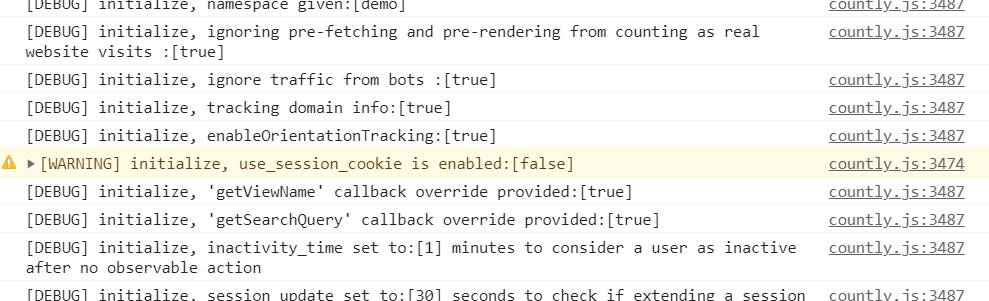 [DEBUG] initialize, namespace given:[demo] countly.js:3487
[DEBUG] initialize, ignoring pre-fetching and pre-rendering from counting as real countly.js:3487
website visits :[true]
[DEBUG] initialize, ignore traffic from bots :[true] countly.js:3487
[DEBUG] initialize, tracking domain info:[true] countly.js:3487
[DEBUG] initialize, enableOrientationTracking:[true] countly.js:3487
[WARNING] initialize, use_session_cookie is enabled:[false] countly.js:3474
[DEBUG] initialize, 'getViewName' callback override provided:[true] countly.js:3487
[DEBUG] initialize, 'getSearchQuery' callback override provided:[true] countly.js:3487
[DEBUG] initialize, inactivity_time set to:[1] minutes to consider a user as inactive countly.js:3487
after no observable action
[DEBUG] initialize, session_update set to:[30] seconds to check if extending a session countly.js:3487